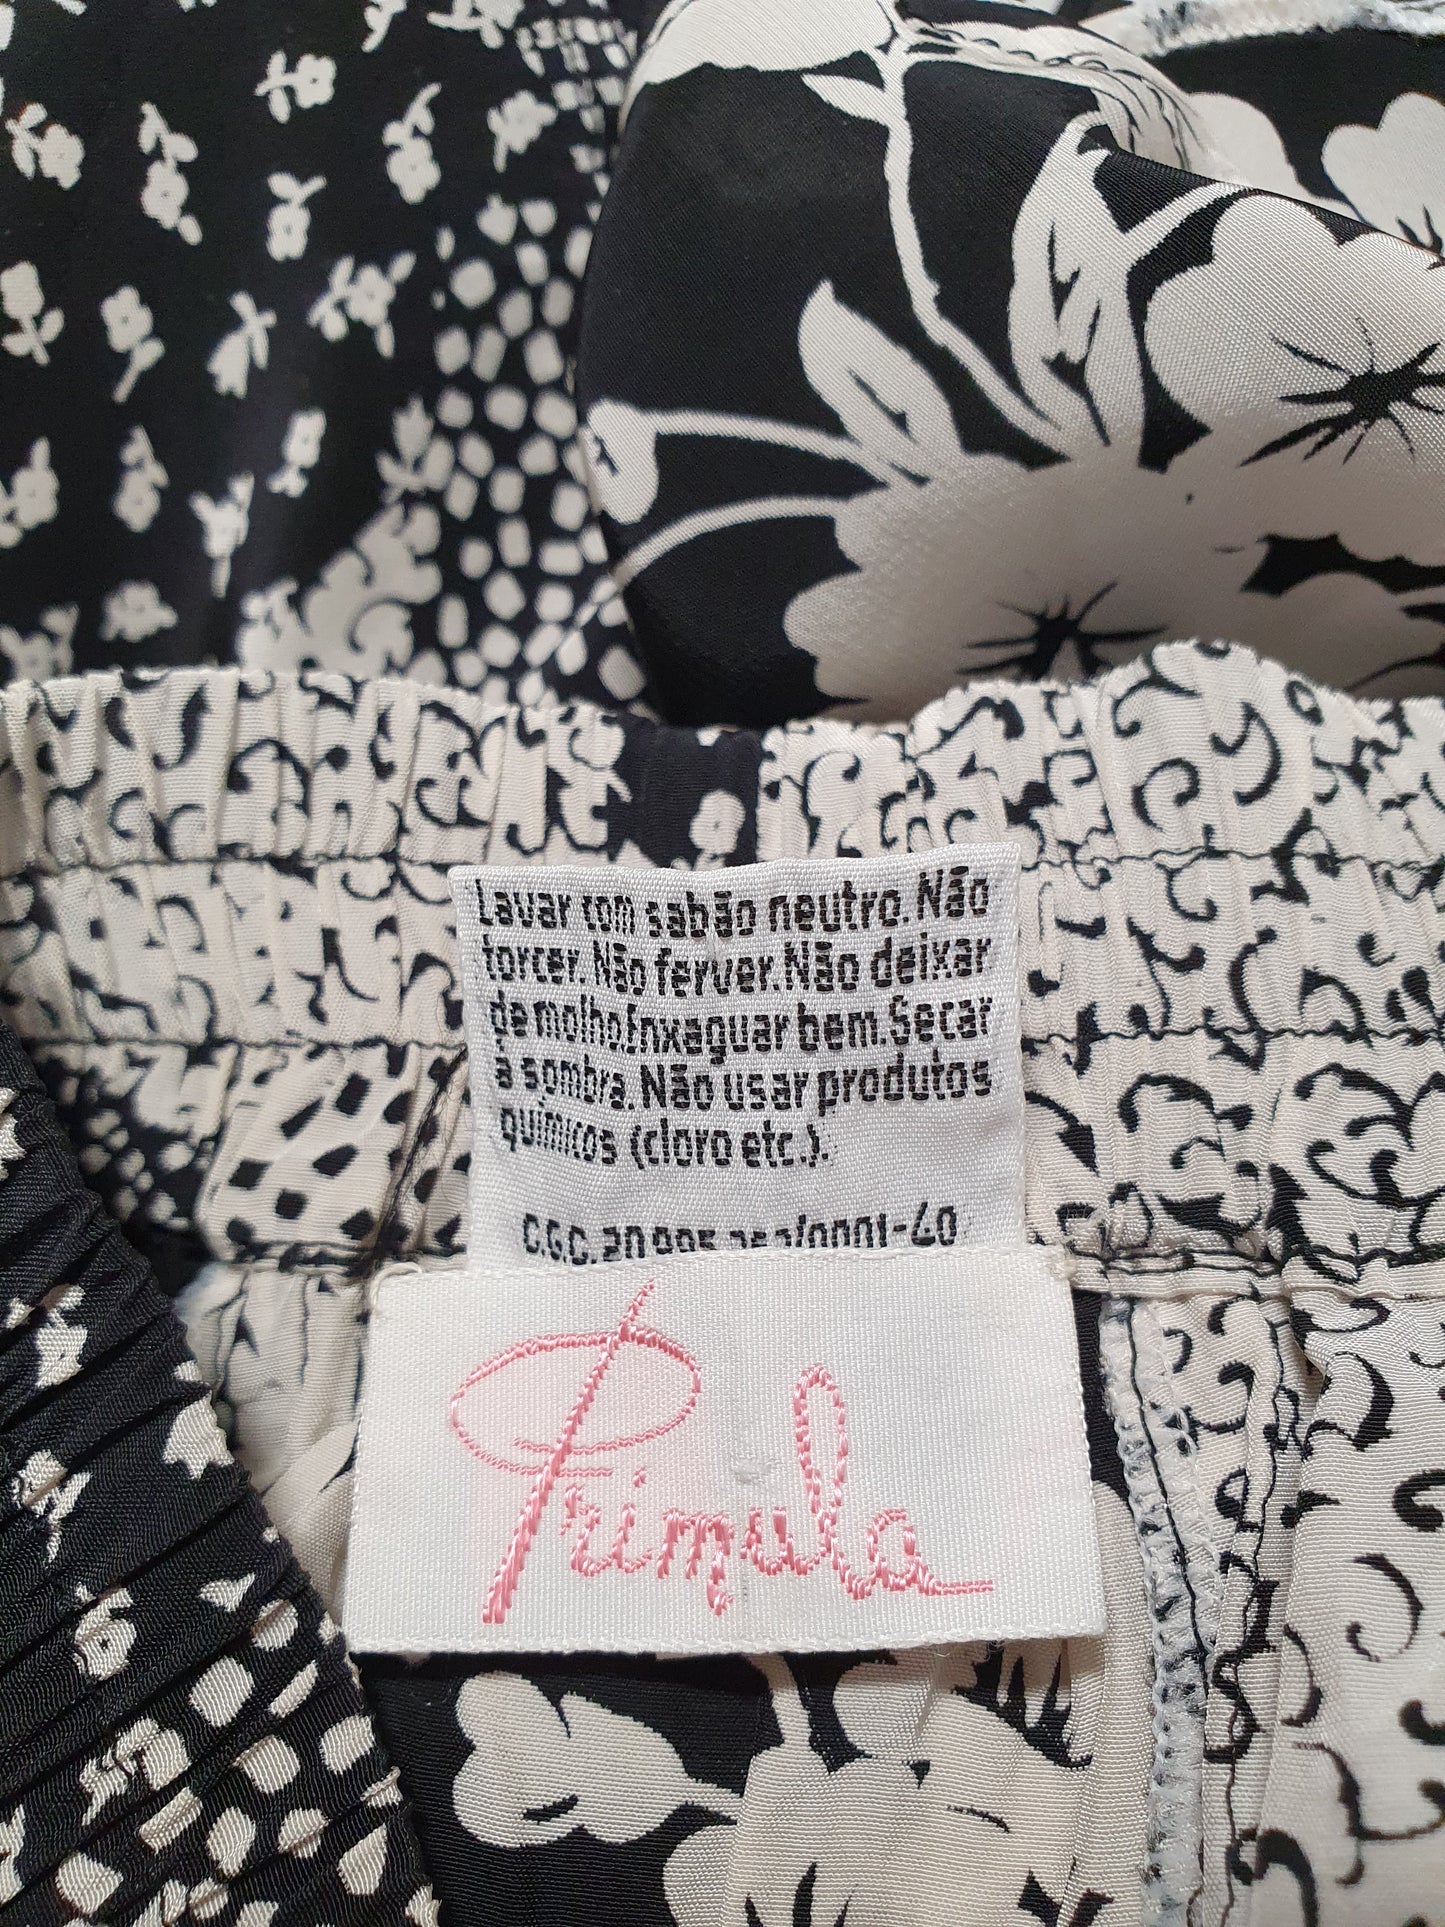 Lavar com sabão neutro. Não
torcer. Não ferver. Não deixar
de molho. Enxaguar bem. Secar
à sombra. Não usar produtos
químicos (cloro etc.).
C.G.C.
Primula